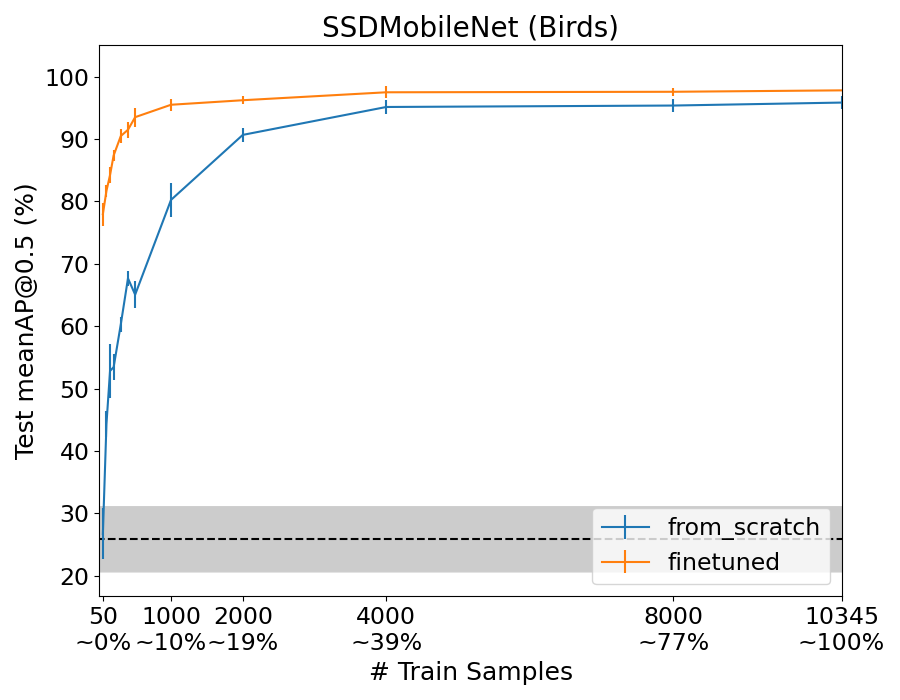 SSDMobileNet (Birds)
Test meanAP@0.5 (%)
100
90
80
70
60
50
40
30
20
from_scratch
finetuned
50 1000 2000 4000 8000 10345
~0% ~10% ~19% ~39% ~77% ~100%
# Train Samples